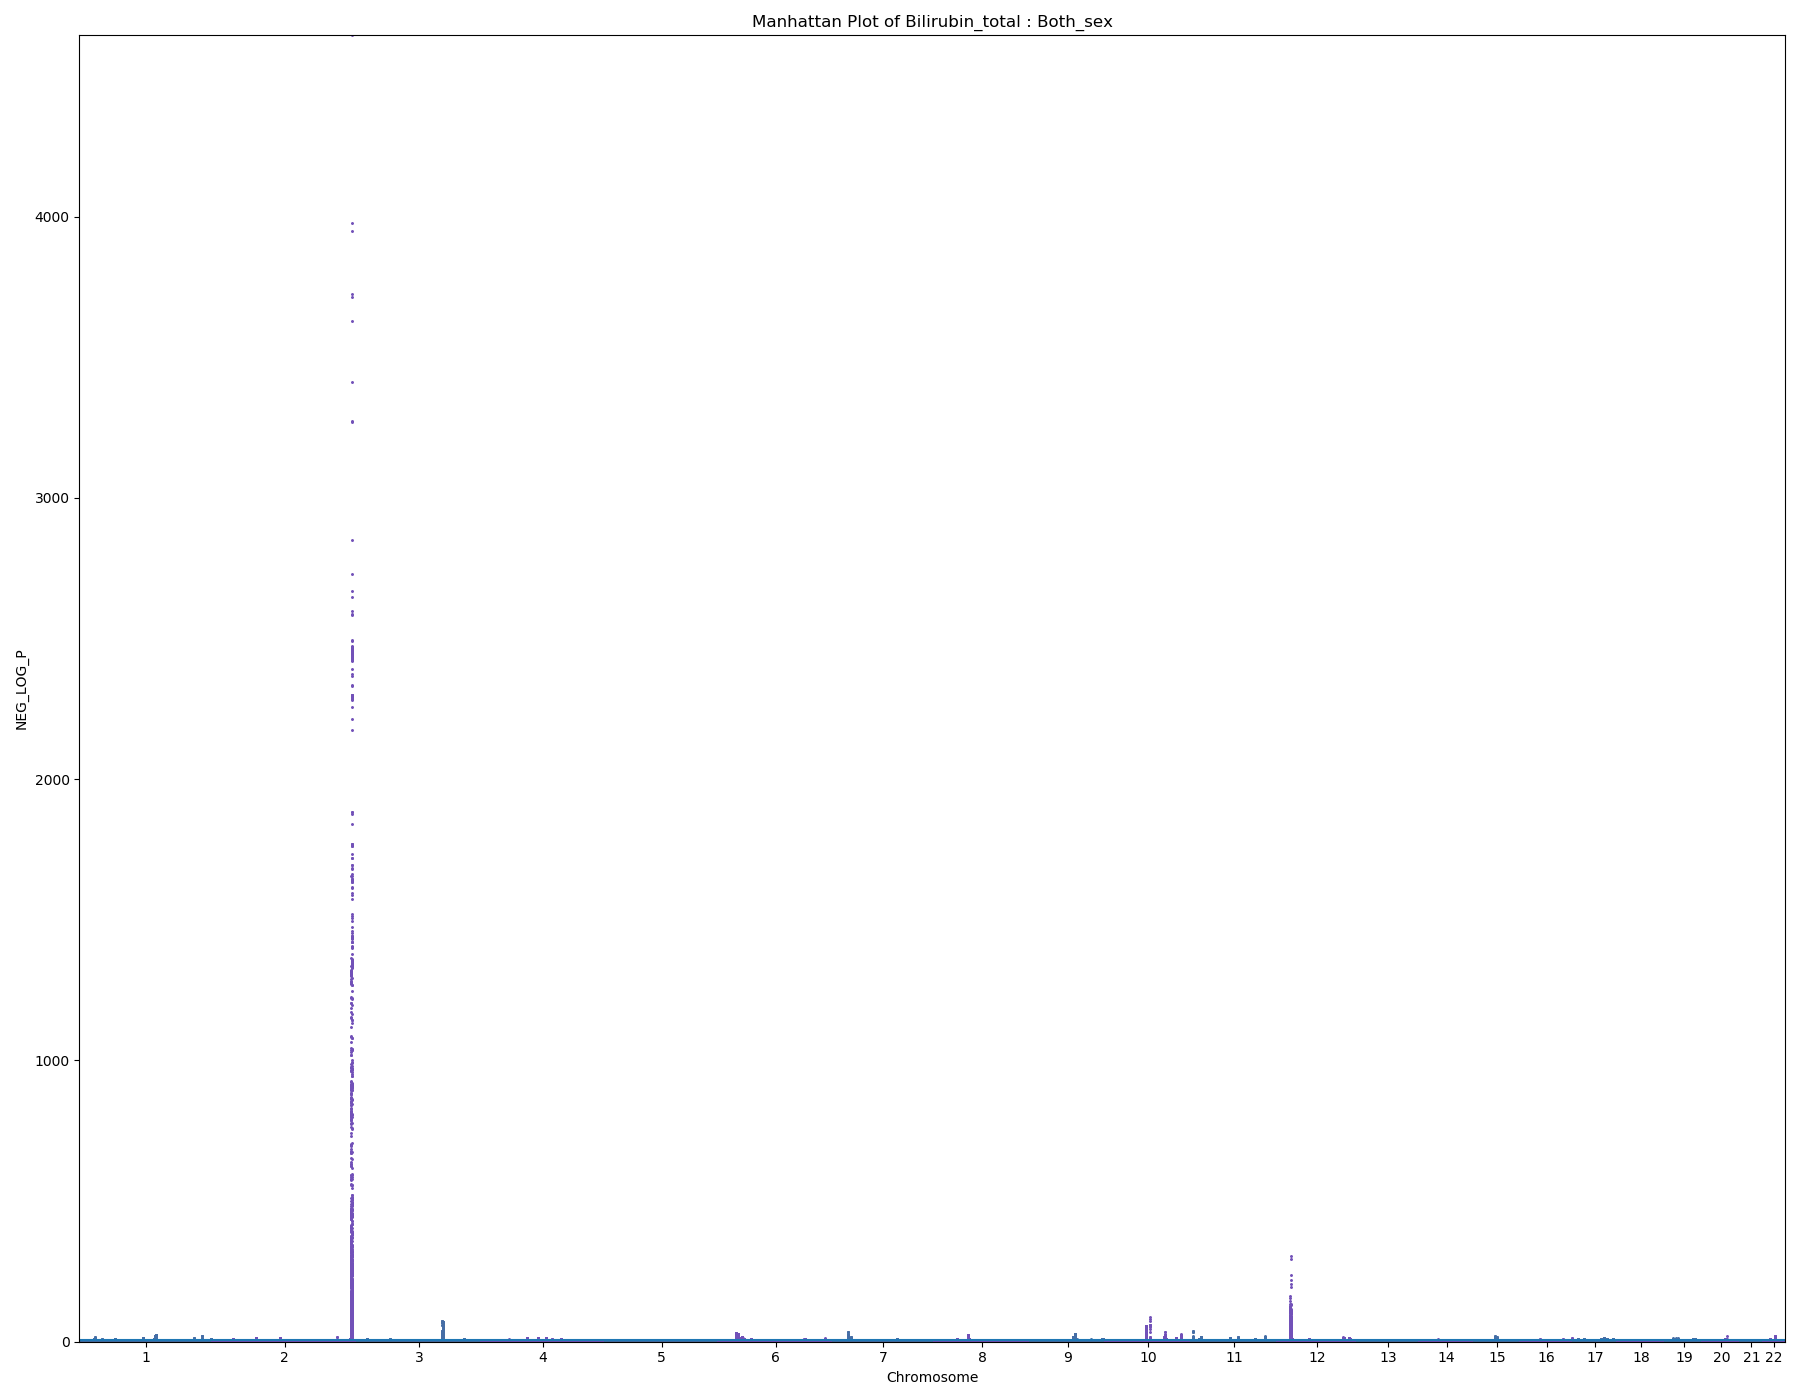 Manhattan Plot of Bilirubin_total : Both_sex
4000
3000
2000
1000
0
NEG_LOG_P
1 2 3 4 5 6 7 8 9 10 11 12 13 14 15 16 17 18 19 20 21 22
Chromosome